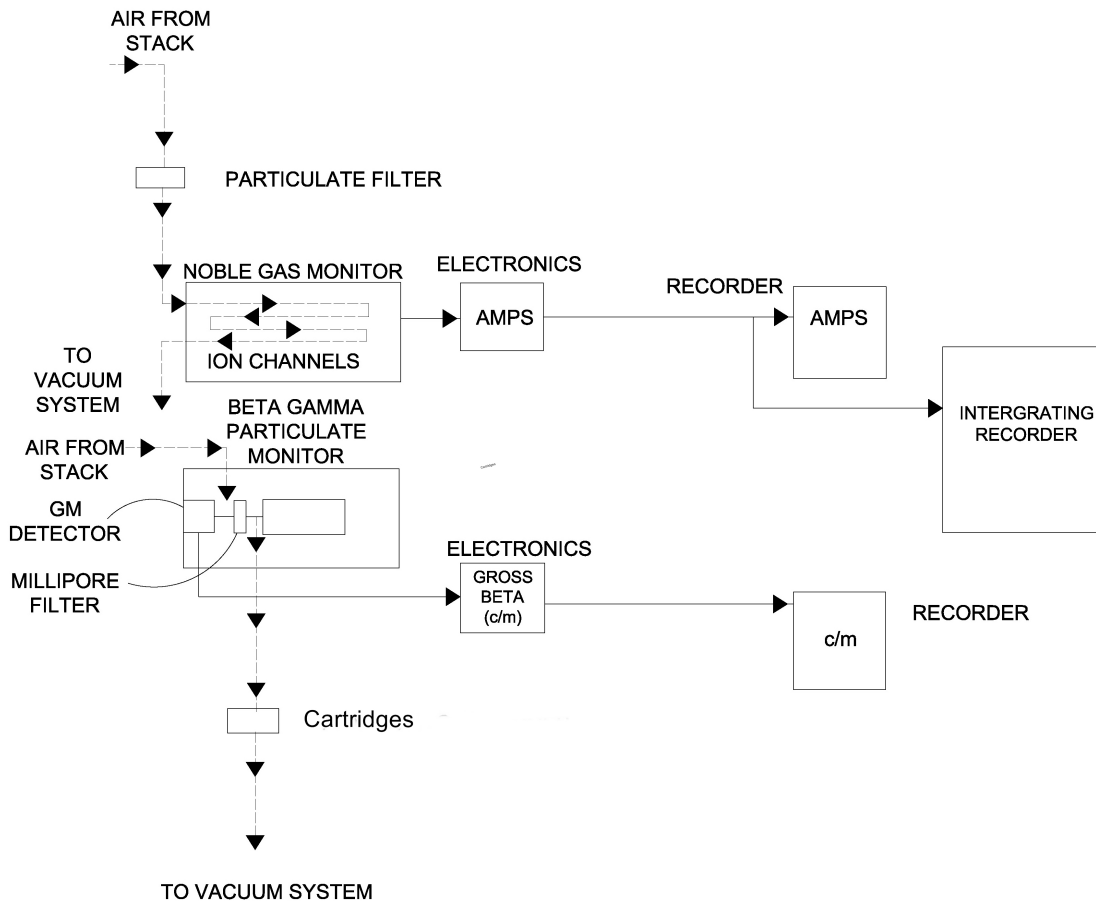 AIR FROM
STACK
PARTICULATE FILTER
NOBLE GAS MONITOR
ELECTRONICS
AMPS
RECORDER
AMPS
ION CHANNELS
TO
VACUUM
SYSTEM
INTERGRATING
RECORDER
BETA GAMMA
PARTICULATE
MONITOR
AIR FROM
STACK
GM
DETECTOR
MILLIPORE
FILTER
ELECTRONICS
GROSS
BETA
(c/m)
c/m
RECORDER
Cartridges
TO VACUUM SYSTEM